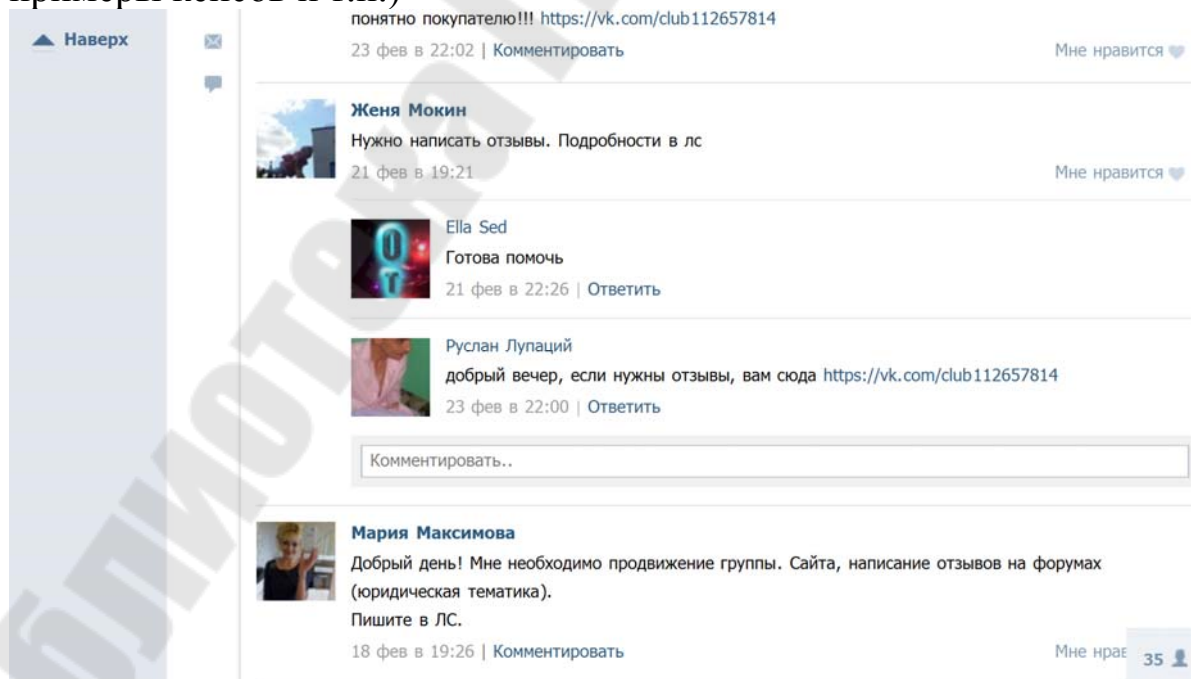 примеры кейсов и т.п.)
понятно покупателю!!! https://vk.com/club112657814
Наверх
23 фев в 22:02 | Комментировать
Мне нравится
Женя Мокин
Нужно написать отзывы. Подробности в лс
21 фев в 19:21
Мне нравится
Ella Sed
Готова помочь
21 фев в 22:26 | Ответить
Руслан Лупаций
добрый вечер, если нужны отзывы, вам сюда https://vk.com/club112657814
23 фев в 22:00 | Ответить
Комментировать..
Мария Максимова
Добрый день! Мне необходимо продвижение группы. Сайта, написание отзывов на форумах
(юридическая тематика).
Пишите в ЛС.
18 фев в 19:26 | Комментировать
Мне нрав
35